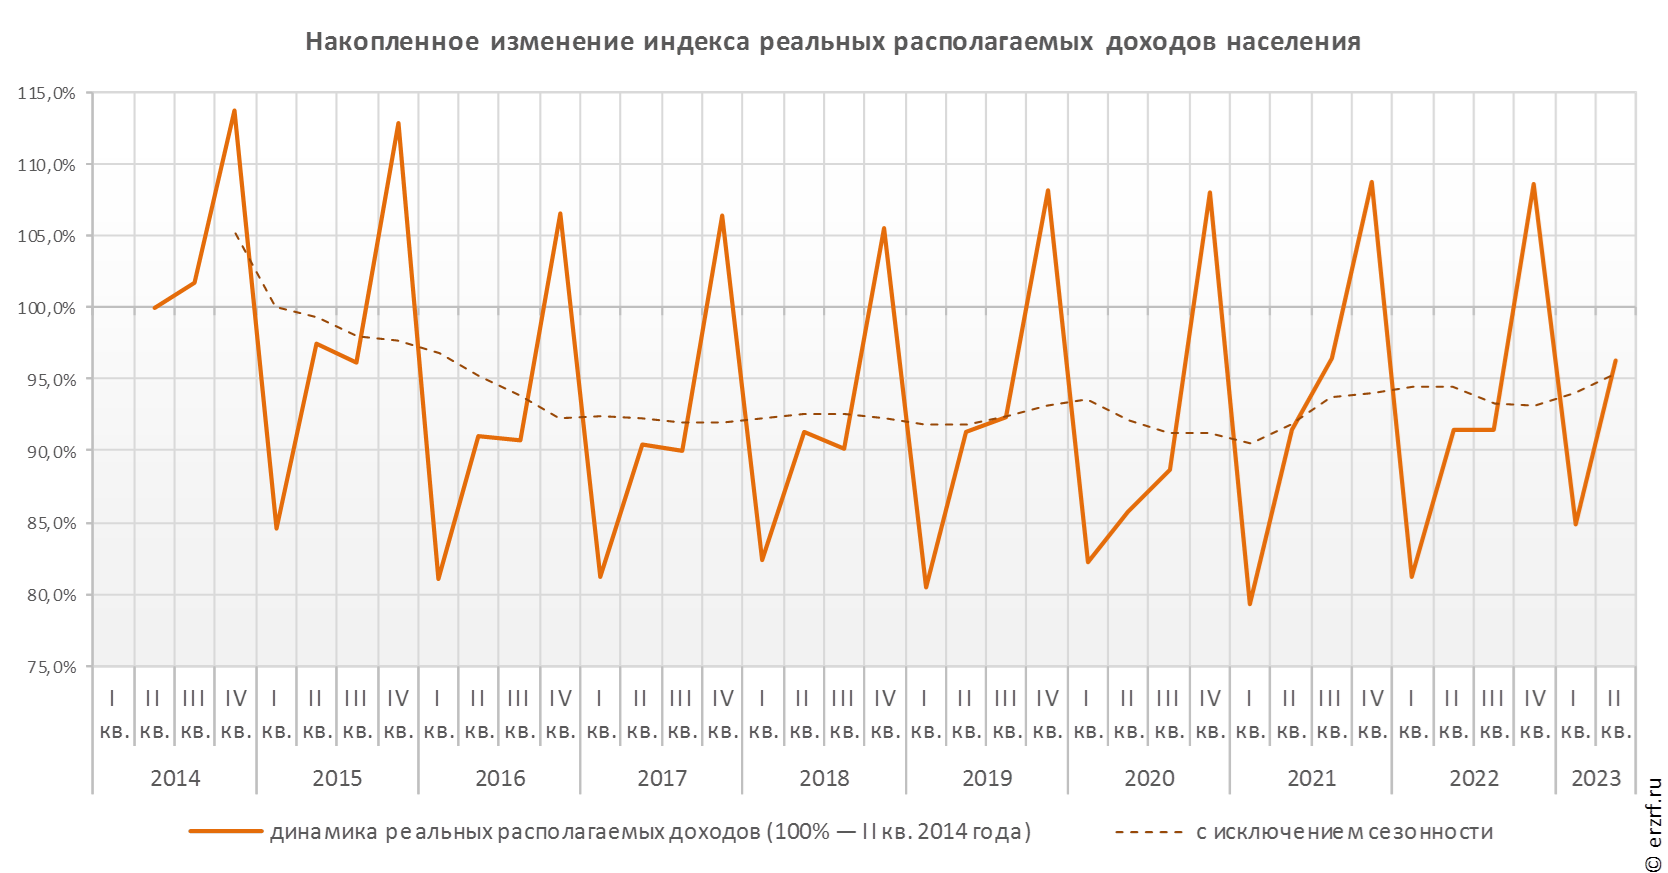 Накопленное изменение индекса реальных располагаемых доходов населения
115,0%
110,0%
105,0%
100,0%
95,0%
90,0%
85,0%
80,0%
75,0%
I II III IV I II III IV I II III IV I II III IV I II III IV I II III IV I II III IV I II III IV I II III IV I II
кв. кв. кв. кв. кв. кв. кв. кв. кв. кв. кв. кв. кв. кв. кв. кв. кв. кв. кв. кв. кв. кв. кв. кв. кв. кв. кв. кв. кв. кв. кв. кв. кв. кв. кв. кв. кв. кв.
2014 2015 2016 2017 2018 2019 2020 2021 2022 2023
динамика реальных располагаемых доходов (100% — II кв. 2014 года)
с исключением сезонности
© erzrf.ru